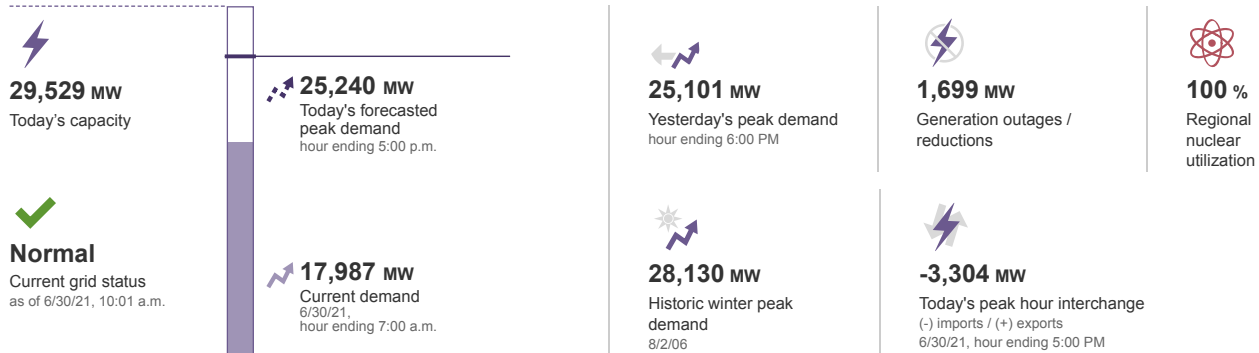 29,529 MW
Today's capacity
Normal
Current grid status
as of 6/30/21, 10:01 a.m.
25,240 MW
Today's forecasted
peak demand
hour ending 5:00 p.m.
17,987 MW
Current demand
6/30/21,
hour ending 7:00 a.m.
25,101 MW
Yesterday's peak demand
hour ending 6:00 PM
1,699 MW
Generation outages /
reductions
100 %
Regional
nuclear
utilization
28,130 MW
Historic winter peak
demand
8/2/06
-3,304 MW
Today's peak hour interchange
(-) imports / (+) exports
6/30/21, hour ending 5:00 PM